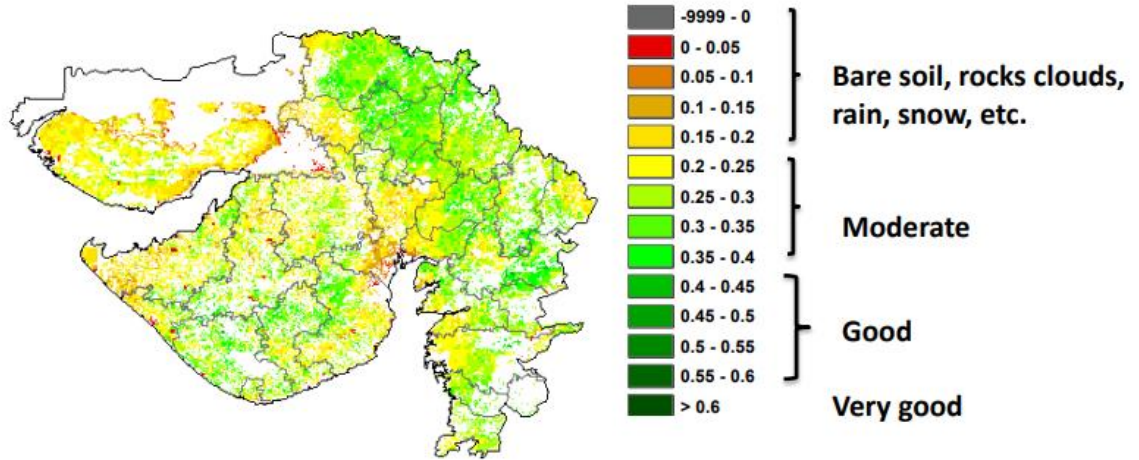 -9999 - 0
0 - 0.05
0.05 - 0.1
0.1 - 0.15
0.15 - 0.2
Bare soil, rocks clouds,
rain, snow, etc.
0.2 - 0.25
0.25 - 0.3
0.3 - 0.35
0.35 - 0.4
Moderate
0.4 - 0.45
0.45 - 0.5
0.5 - 0.55
0.55 - 0.6
Good
> 0.6
Very good